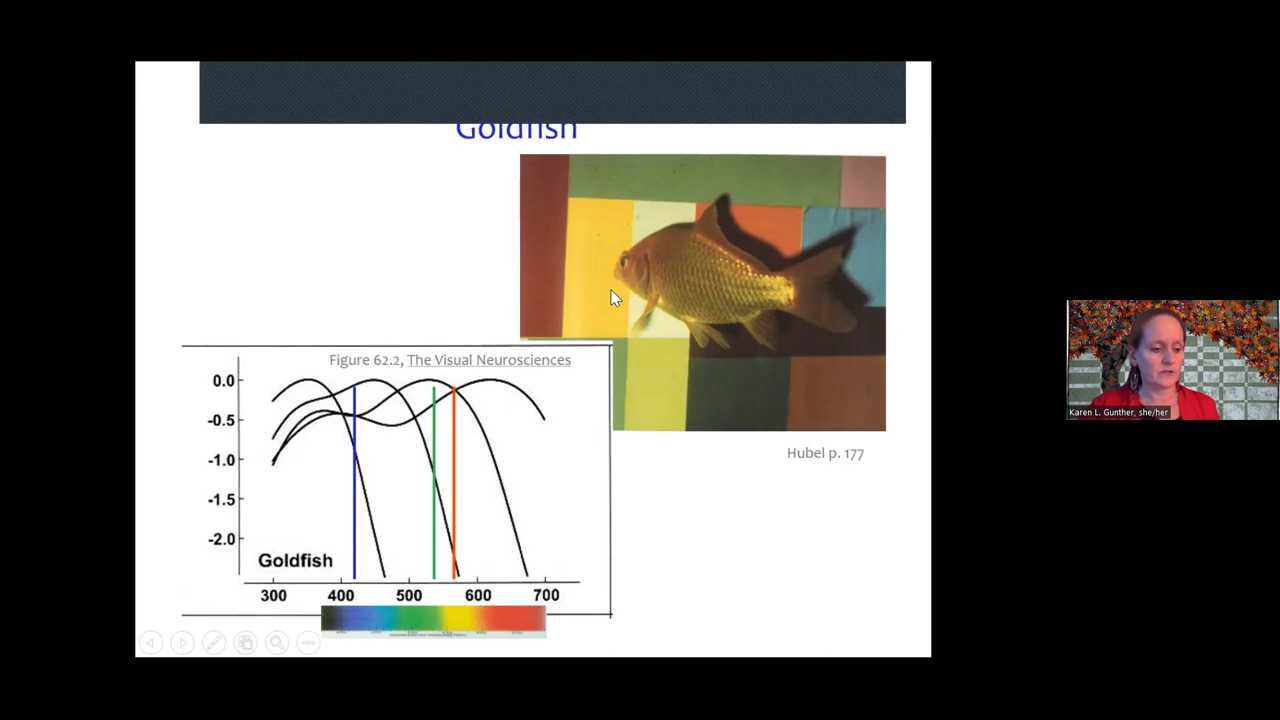 Goldfish
Figure 62.2, The Visual Neurosciences
0.0
-0.5
-1.0
-1.5
-2.0
Goldfish
300 400 500 600 700
Hubel p. 177
Karen L. Gunther, she/her